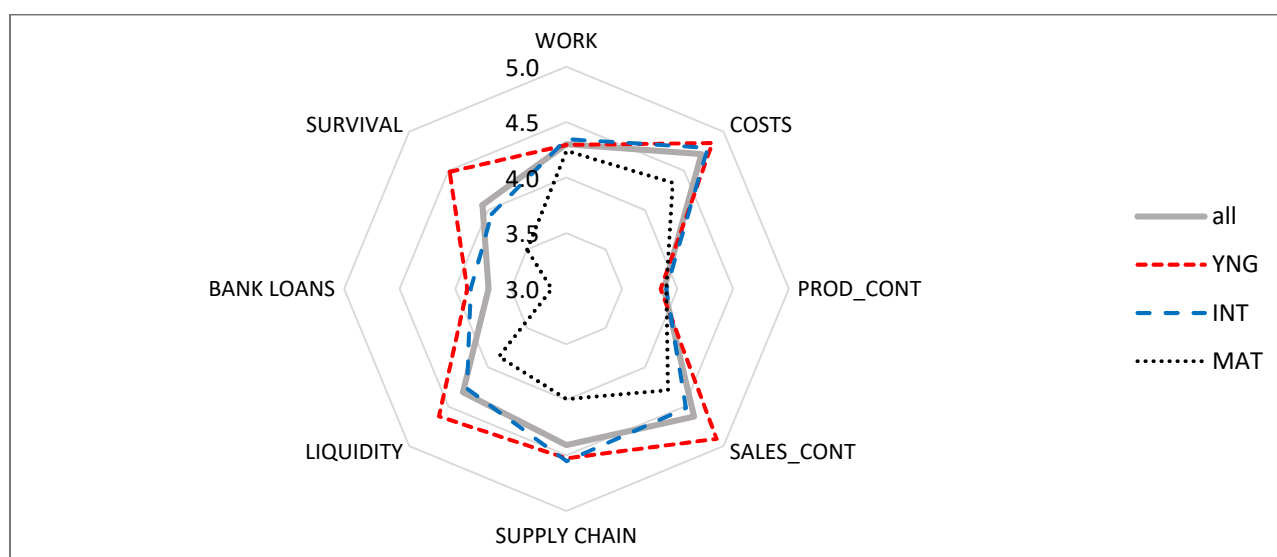 WORK
5.0
4.5
4.0
3.5
3.0
COSTS
PROD_CONT
SALES_CONT
SUPPLY CHAIN
LIQUIDITY
BANK LOANS
SURVIVAL
all
YNG
INT
MAT